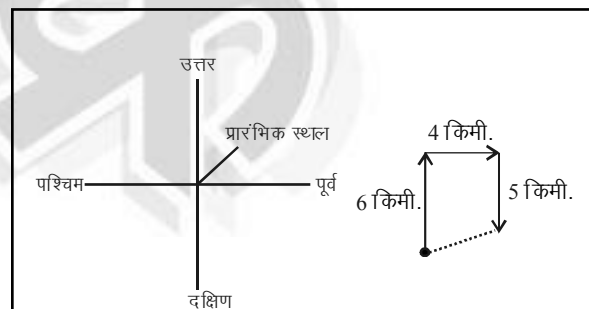 उत्तर
प्रारंभिक स्थल
पश्चिम
पूर्व
दक्षिण
4 किमी.
6 किमी.
5 किमी.